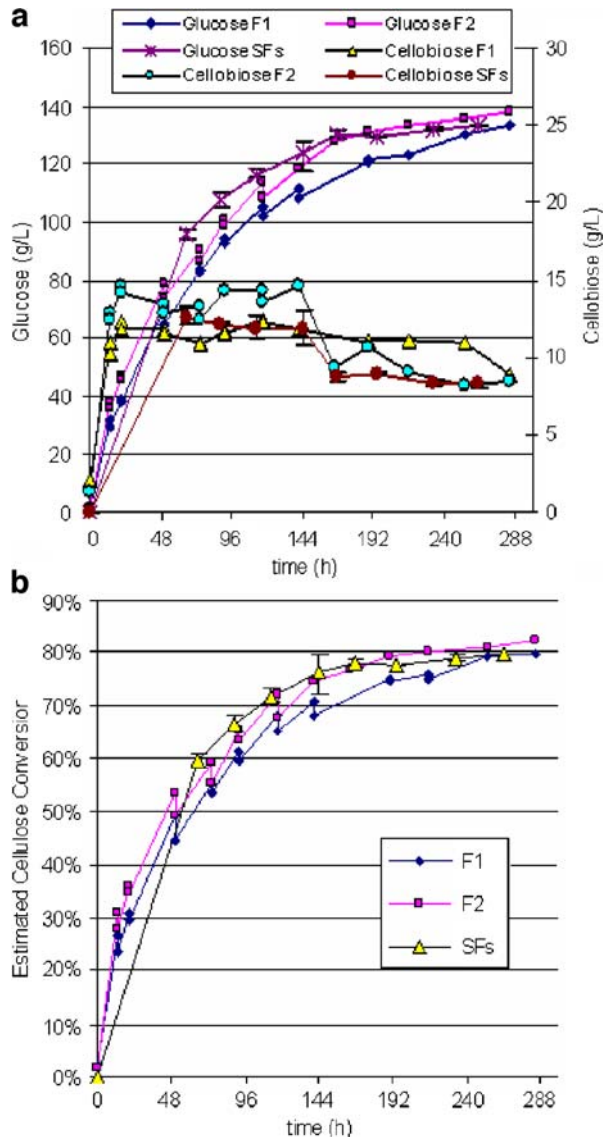 a
Glucose F1 Glucose F2
Glucose SFs Cellobiose F1
Cellobiose F2 Cellobiose SFs
160
140
120
100
80
60
40
20
0
Glucose (g/L)
30
25
20
15
10
5
0
Cellobiose (g/L)
0 48 96 144 192 240 288
time (h)
b
90%
80%
70%
60%
50%
40%
30%
20%
10%
0%
Estimated Cellulose Conversior
F1
F2
SFs
0 48 96 144 192 240 288
time (h)